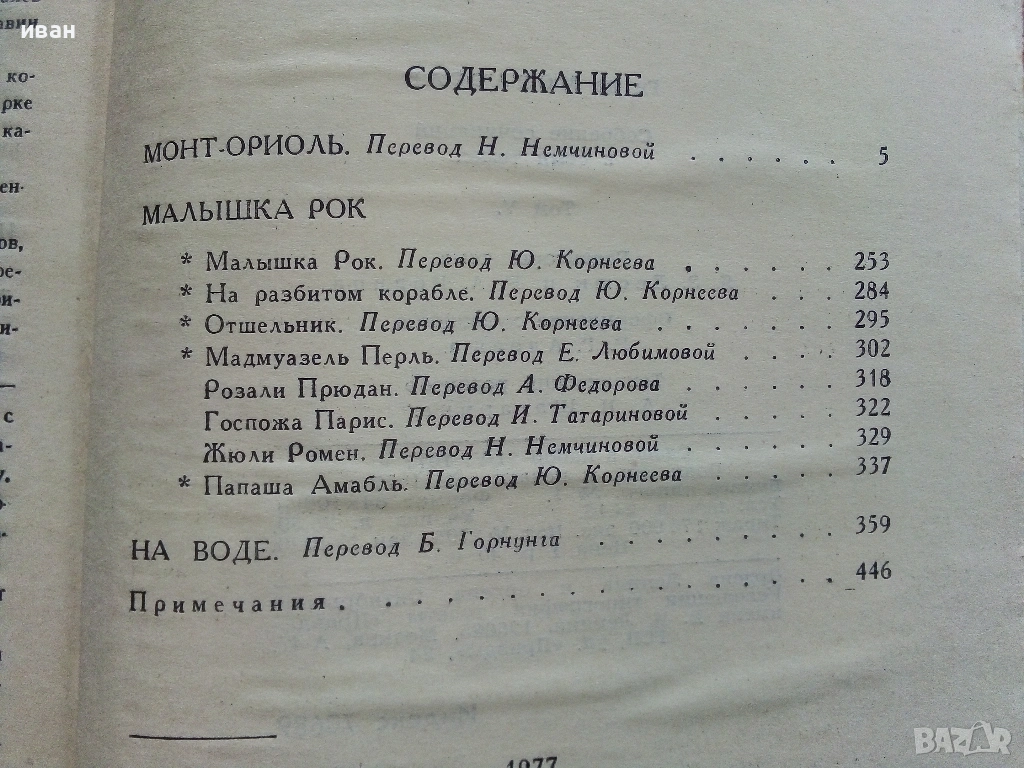 иван
СОДЕРЖАНИЕ
МОНТ-ОРИОЛЬ. Перевод Н. Немчиновой . . . . . . 5
МАЛЫШКА РОК
* Малышка Рок. Перевод Ю. Корнеева . . . . . . 253
* На разбитом корабле. Перевод Ю. Корнеева . . . 284
* Отшельник. Перевод Ю. Корнеева . . . . . . . 295
* Мадмуазель Перль. Перевод Е. Любимовой . . . . 302
Розали Прюдан. Перевод А. Федорова . . . . . . 318
Госпожа Парис. Перевод И. Татариновой . . . . . 322
Жюли Ромен. Перевод Н. Немчиновой . . . . . . 329
* Папаша Амабль. Перевод Ю. Корнеева . . . . . 337
НА ВОДЕ. Перевод Б. Горнунга . . . . . . . . . 359
Примечания . . . . . . . . . . . . . . . . . 446
1977
BAZAR